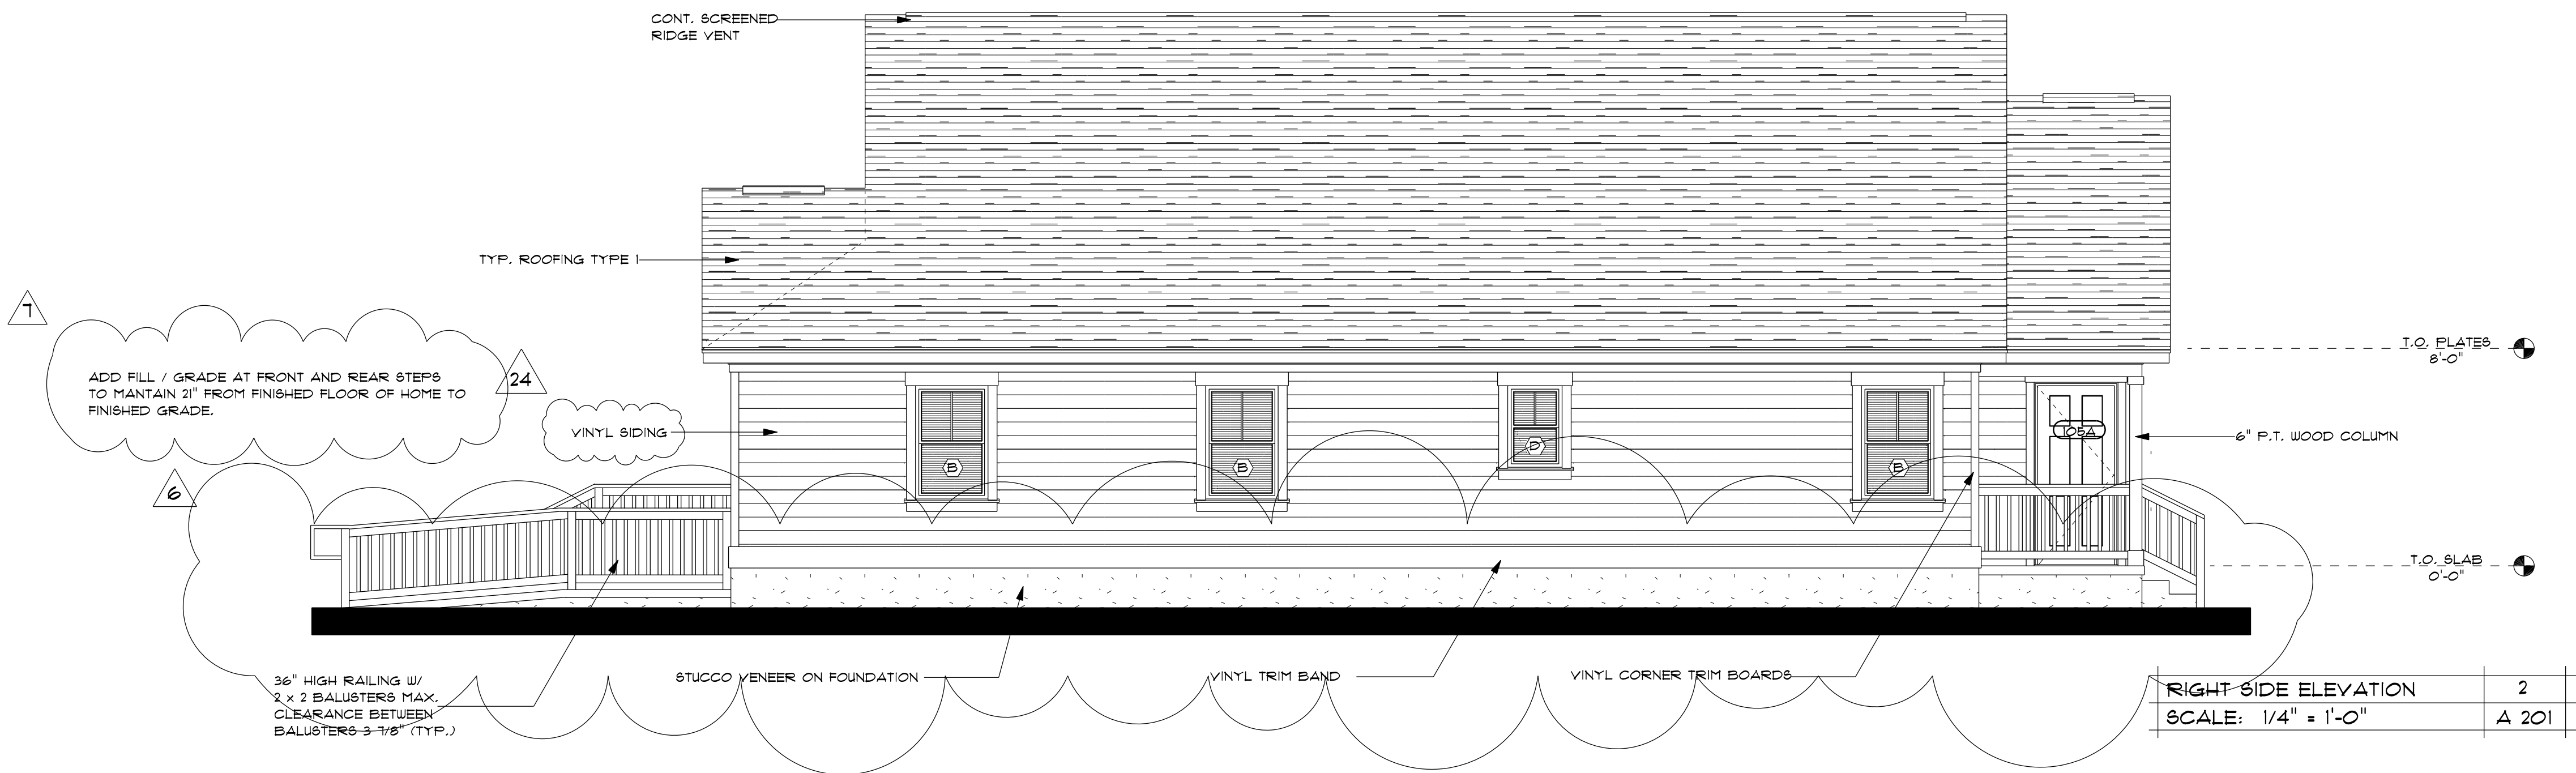 CONT. SCREENED
RIDGE VENT
TYP. ROOFING TYPE 1
7
ADD FILL / GRADE AT FRONT AND REAR STEPS
TO MANTAIN 21" FROM FINISHED FLOOR OF HOME TO
FINISHED GRADE.
24
VINYL SIDING
6
T.O. PLATES
8'-0"
B
B
D
B
105A
6" P.T. WOOD COLUMN
T.O. SLAB
0'-0"
36" HIGH RAILING W/
2 x 2 BALUSTERS MAX.
CLEARANCE BETWEEN
BALUSTERS 3 7/8" (TYP.)
STUCCO VENEER ON FOUNDATION
VINYL TRIM BAND
VINYL CORNER TRIM BOARDS
RIGHT SIDE ELEVATION 2
SCALE: 1/4" = 1'-0" A 201